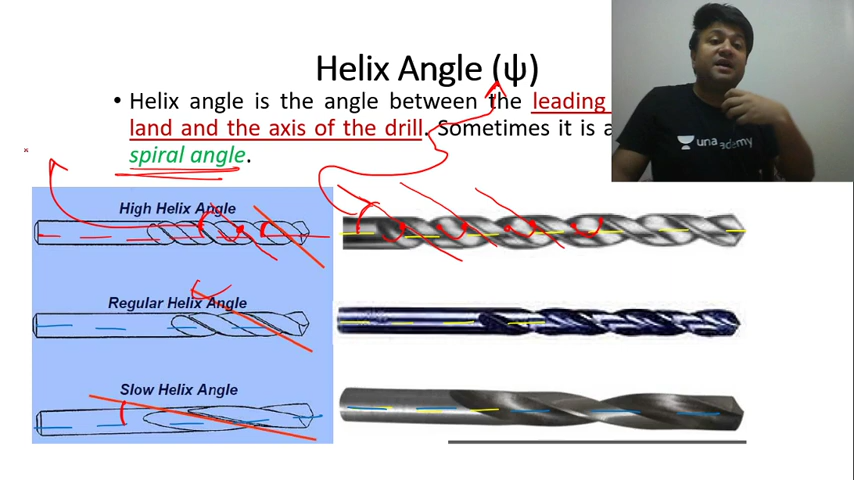 Helix Angle (ψ)
• Helix angle is the angle between the leading
land and the axis of the drill. Sometimes it is a
spiral angle.
unacademy
High Helix Angle
Regular Helix Angle
Slow Helix Angle